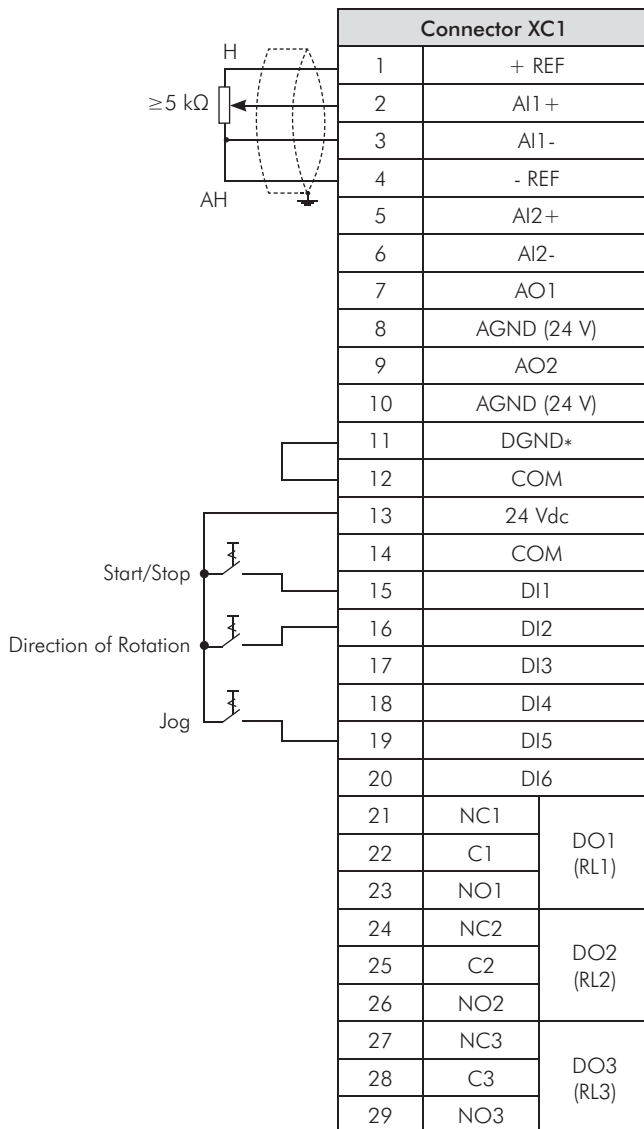 Connector XC1
H
1 + REF
≥5 kΩ
2 AI1+
3 AI1-
4 - REF
AH
5 AI2+
6 AI2-
7 AO1
8 AGND (24 V)
9 AO2
10 AGND (24 V)
11 DGND*
12 COM
13 24 Vdc
14 COM
Start/Stop
15 DI1
16 DI2
Direction of Rotation
17 DI3
18 DI4
Jog
19 DI5
20 DI6
21 NC1
22 C1
23 NO1
DO1
(RL1)
24 NC2
25 C2
26 NO2
DO2
(RL2)
27 NC3
28 C3
29 NO3
DO3
(RL3)